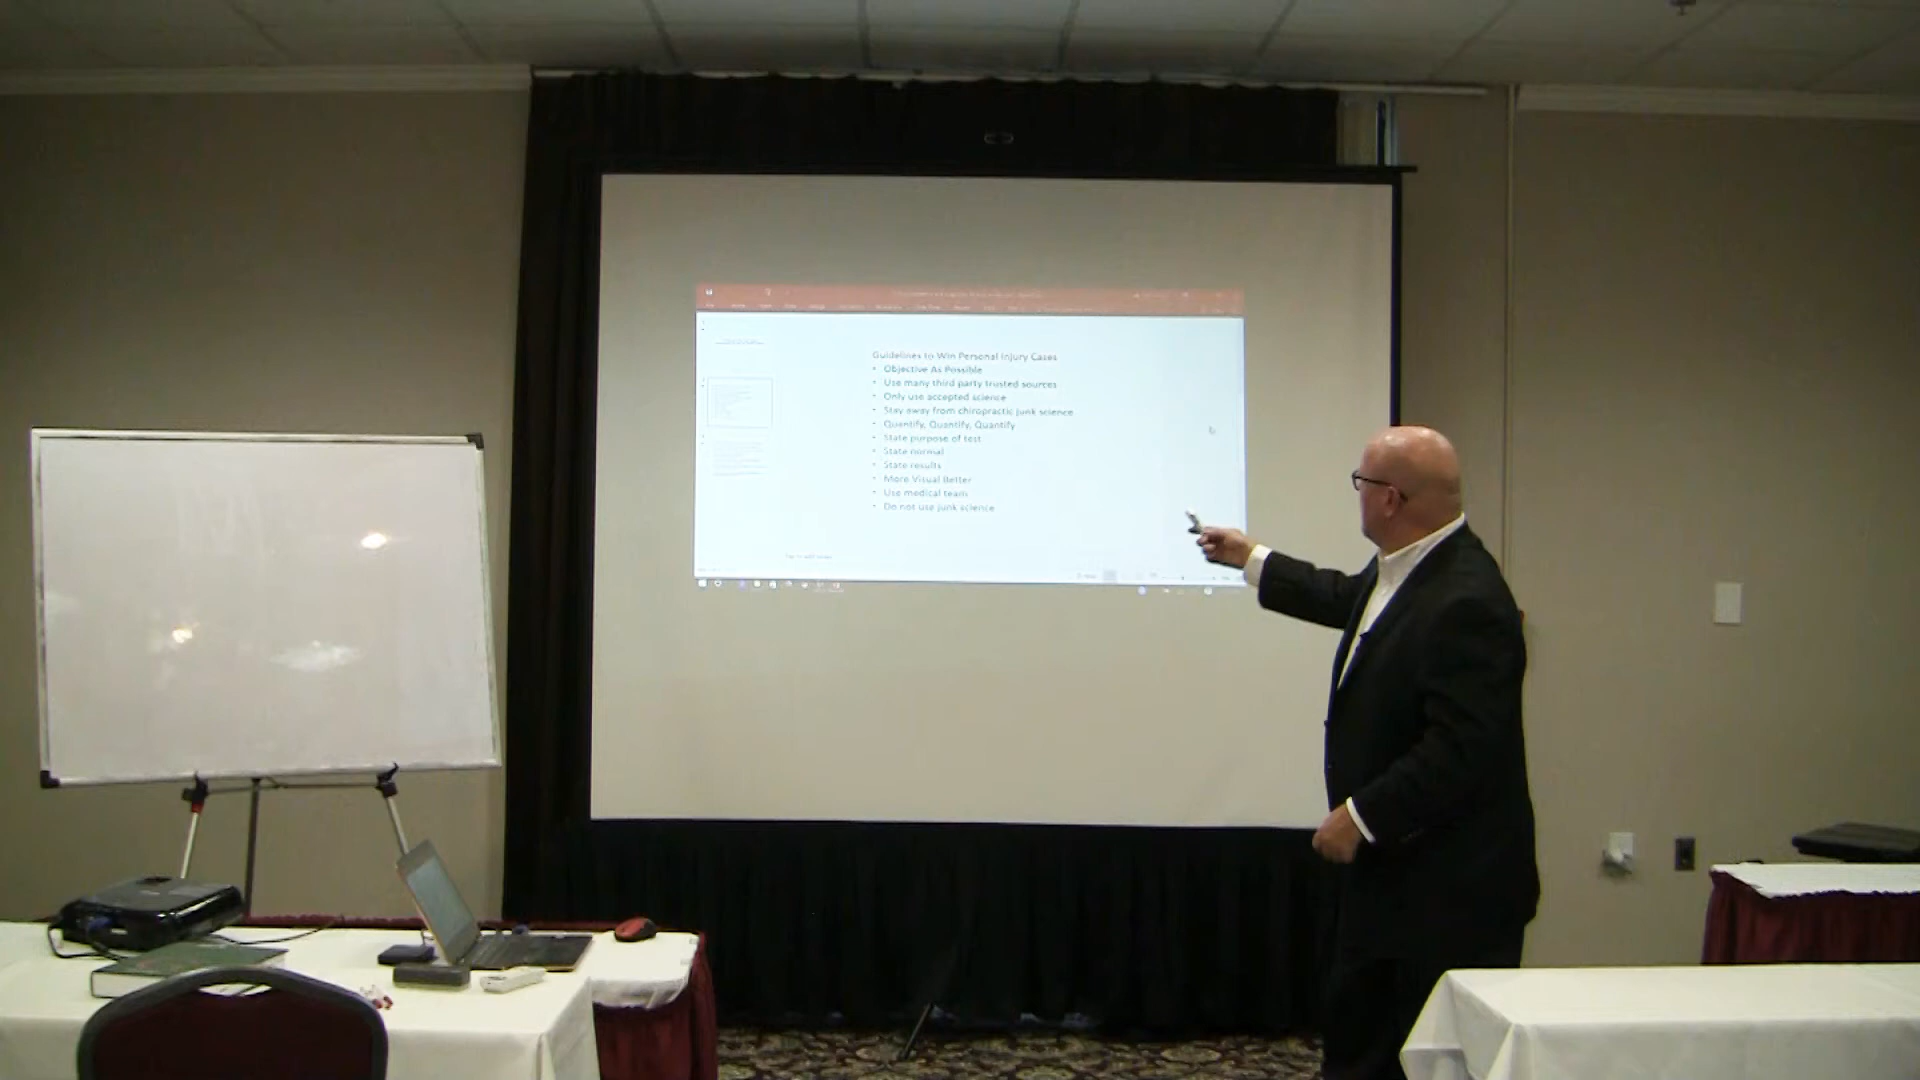 Guidelines to Win Personal Injury Cases
• Objective As Possible
• Use many third party trusted sources
• Only use accepted science
• Stay away from chiropractic junk science
• Quantify, Quantify, Quantify
• State purpose of test
• State normal
• State results
• More Visual Better
• Use medical team
• Do not use junk science